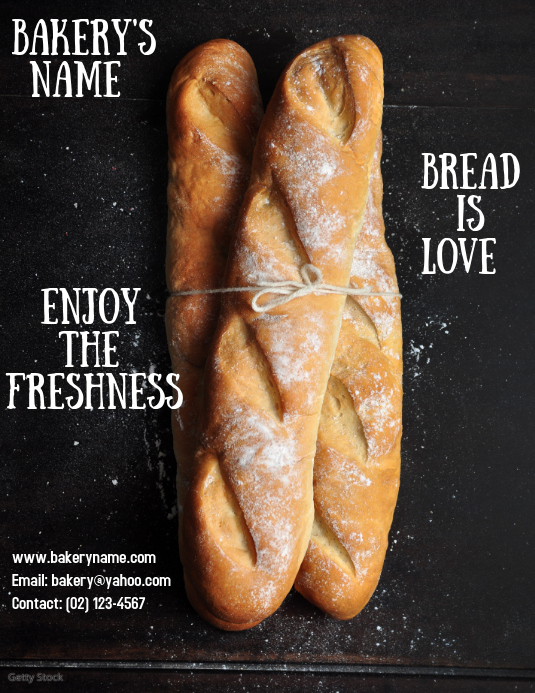 BAKERY'S
NAME
BREAD
IS
LOVE
ENJOY
THE
FRESHNESS
www.bakeryname.com
Email: bakery@yahoo.com
Contact: (02) 123-4567
Getty Stock